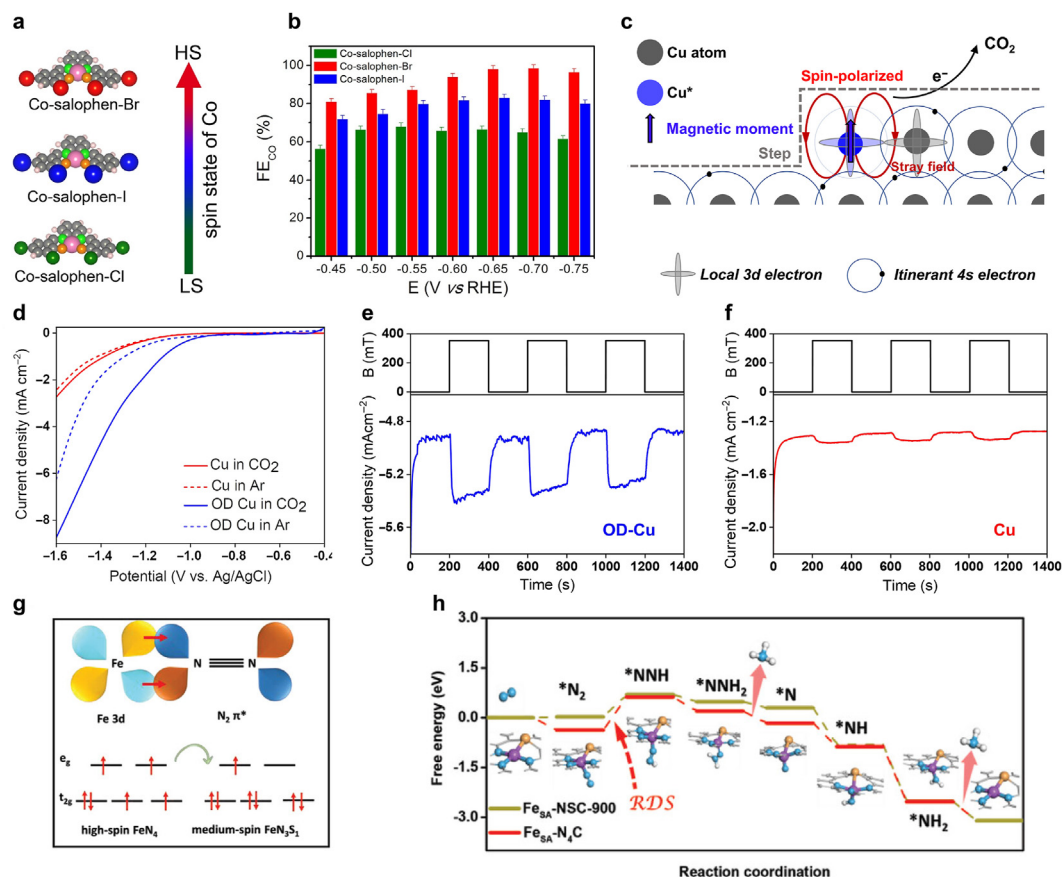 a
HS
Co-salophen-Br
Co-salophen-I
Co-salophen-Cl
spin state of Co
LS
b
Co-salophen-Cl
Co-salophen-Br
Co-salophen-I
FE_CO (%)
100
80
60
40
20
0
-0.45 -0.50 -0.55 -0.60 -0.65 -0.70 -0.75
E (V vs RHE)
c
Cu atom
Cu*
Magnetic moment
Spin-polarized
e⁻
CO₂
Step
Stray field
Local 3d electron
Itinerant 4s electron
d
Current density (mA cm⁻²)
0
−2
−4
−6
−8
Cu in CO₂
Cu in Ar
OD Cu in CO₂
OD Cu in Ar
−1.6 −1.4 −1.2 −1.0 −0.8 −0.6 −0.4
Potential (V vs. Ag/AgCl)
e
B (mT)
400
200
0
Current density (mAcm⁻²)
−4.8
−5.2
−5.6
OD-Cu
0 200 400 600 800 1000 1200 1400
Time (s)
f
B (mT)
400
200
0
Current density (mA cm⁻²)
−1.2
−1.6
−2.0
Cu
0 200 400 600 800 1000 1200 1400
Time (s)
g
Fe N N
Fe 3d N₂ π*
e_g
t_2g
high-spin FeN₄ medium-spin FeN₃S₁
h
Free energy (eV)
3.0
1.5
0.0
-1.5
-3.0
*N₂
*NNH
*NNH₂
*N
*NH
*NH₂
RDS
Fe_SA-NSC-900
Fe_SA-N₄C
Reaction coordination